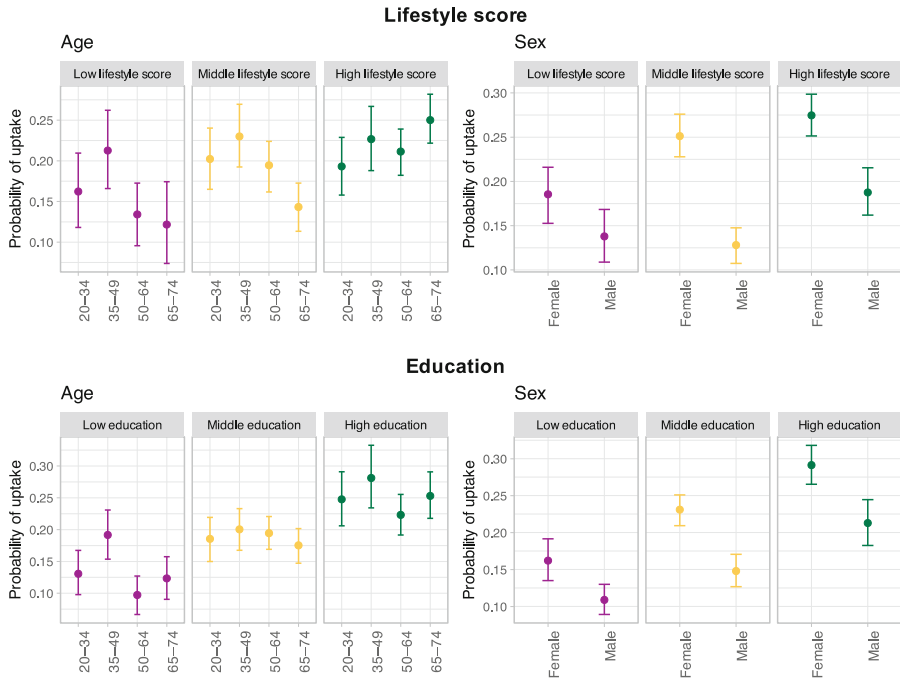 Lifestyle score
Age
Low lifestyle score Middle lifestyle score High lifestyle score
Probability of uptake
0.25
0.20
0.15
0.10
20–34 35–49 50–64 65–74 20–34 35–49 50–64 65–74 20–34 35–49 50–64 65–74
Sex
Low lifestyle score Middle lifestyle score High lifestyle score
Probability of uptake
0.30
0.25
0.20
0.15
0.10
Female Male Female Male Female Male
Education
Age
Low education Middle education High education
Probability of uptake
0.30
0.25
0.20
0.15
0.10
20–34 35–49 50–64 65–74 20–34 35–49 50–64 65–74 20–34 35–49 50–64 65–74
Sex
Low education Middle education High education
Probability of uptake
0.30
0.25
0.20
0.15
0.10
Female Male Female Male Female Male